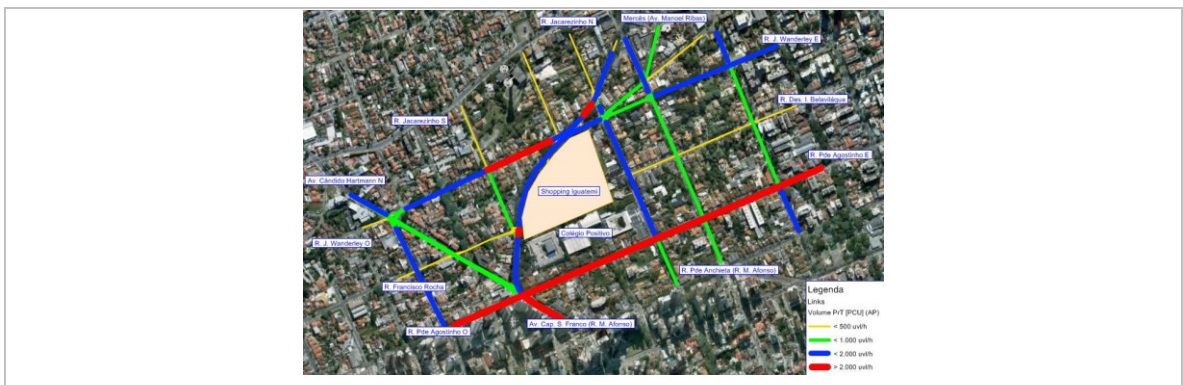 R. Jacarezinho N
Mercês (Av. Manoel Ribas)
R. J. Wanderley E
R. Des. I. Belavilágua
R. Jacarezinho S
R. Pde Agostinho E
Av. Cândido Hartmann N
Shopping Iguatemi
Colégio Positivo
R. J. Wanderley O
R. Pde Anchieta (R. M. Afonso)
R. Francisco Rocha
R. Pde Agostinho O
Av. Cap. S. Franco (R. M. Afonso)
Legenda
Links
Volume PrT [PCU] (AP)
< 500 uvl/h
< 1.000 uvl/h
< 2.000 uvl/h
> 2.000 uvl/h